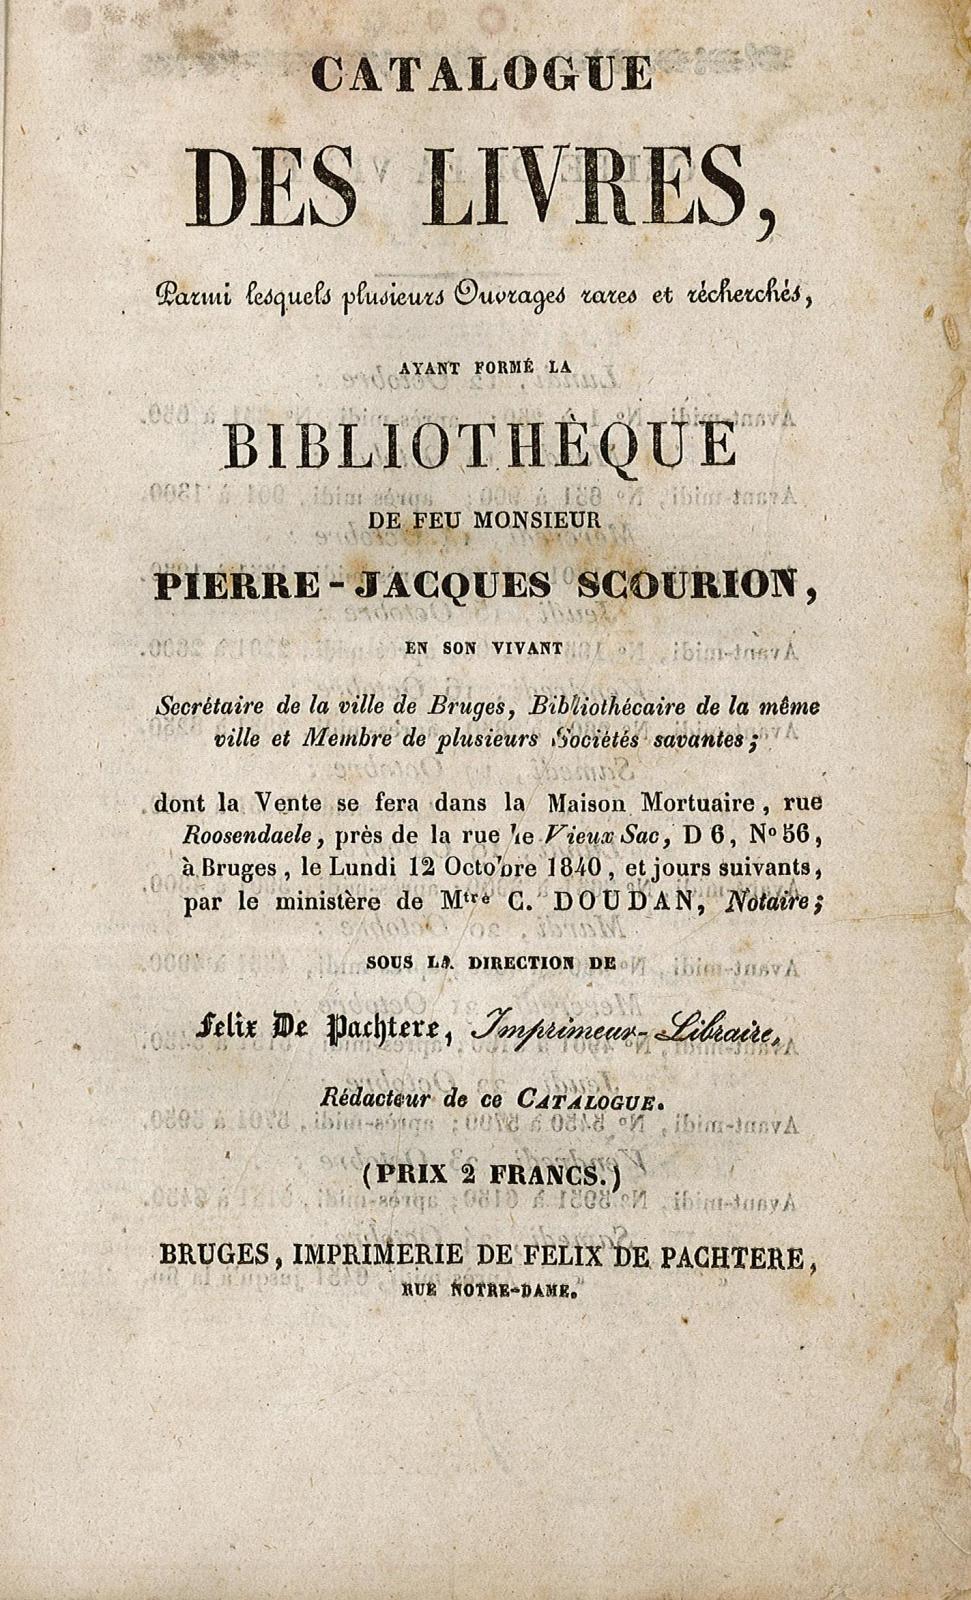 CATALOGUE
DES LIVRES,
Parmi lesquels plusieurs Ouvrages rares et récherchés,
AYANT FORMÉ LA
BIBLIOTHÈQUE
DE FEU MONSIEUR
PIERRE-JACQUES SCOURION,
EN SON VIVANT
Secrétaire de la ville de Bruges, Bibliothécaire de la même
ville et Membre de plusieurs Sociétés savantes;
dont la Vente se fera dans la Maison Mortuaire, rue
Roosendaele, près de la rue le Vieux Sac, D 6, Nº 56,
à Bruges, le Lundi 12 Octobre 1840, et jours suivants,
par le ministère de Mtre C. DOUDAN, Notaire;
SOUS LA DIRECTION DE
Felix De Pachtere, Imprimeur-Libraire,
Rédacteur de ce CATALOGUE.
(PRIX 2 FRANCS.)
BRUGES, IMPRIMERIE DE FELIX DE PACHTERE,
RUE NOTRE-DAME.